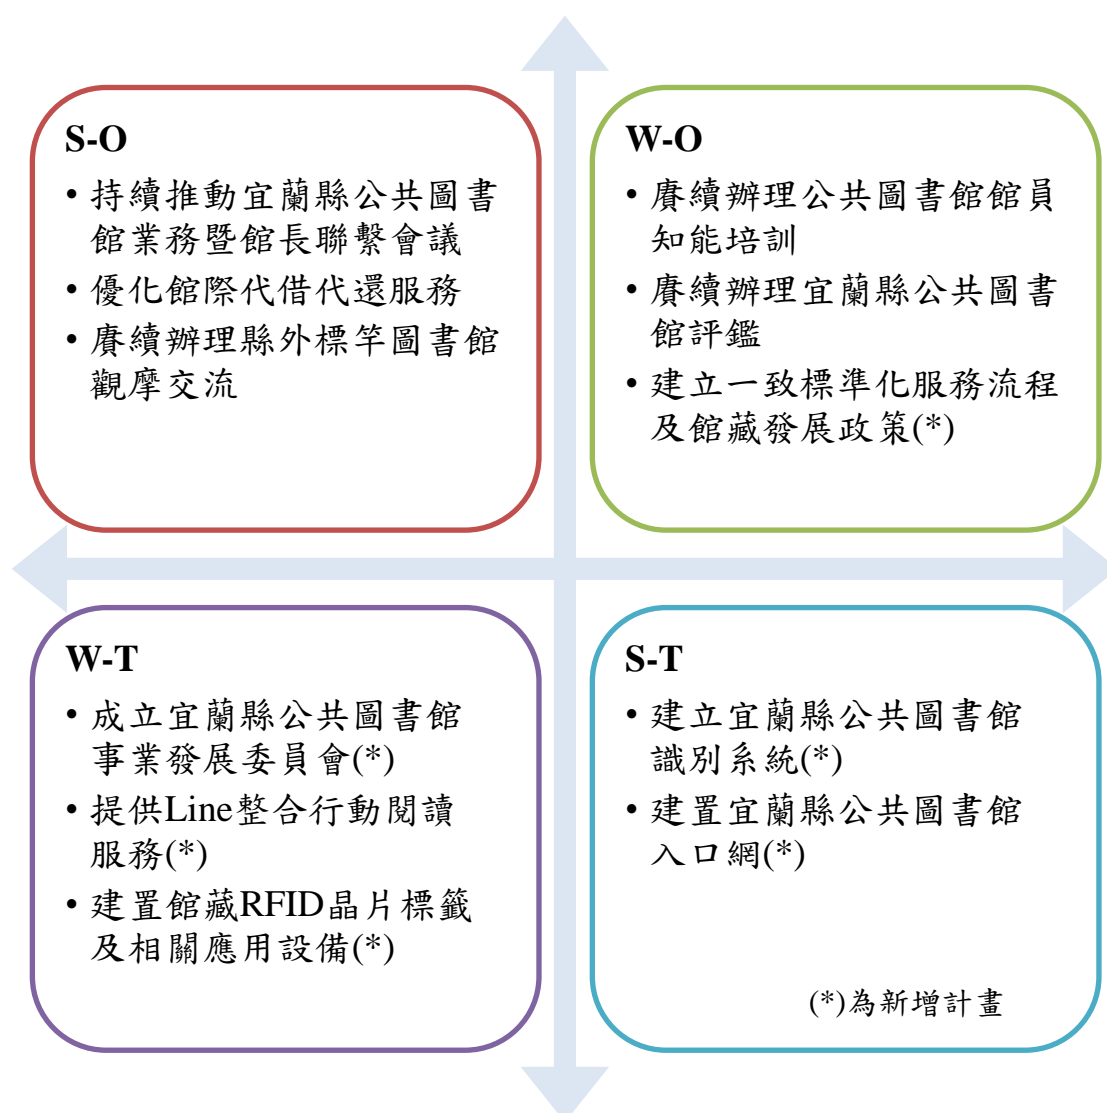 S-O
• 持續推動宜蘭縣公共圖書
館業務暨館長聯繫會議
• 優化館際代借代還服務
• 賡續辦理縣外標竿圖書館
觀摩交流
W-O
• 賡續辦理公共圖書館館員
知能培訓
• 賡續辦理宜蘭縣公共圖書
館評鑑
• 建立一致標準化服務流程
及館藏發展政策(*)
W-T
• 成立宜蘭縣公共圖書館
事業發展委員會(*)
• 提供Line整合行動閱讀
服務(*)
• 建置館藏RFID晶片標籤
及相關應用設備(*)
S-T
• 建立宜蘭縣公共圖書館
識別系統(*)
• 建置宜蘭縣公共圖書館
入口網(*)
(*)為新增計畫